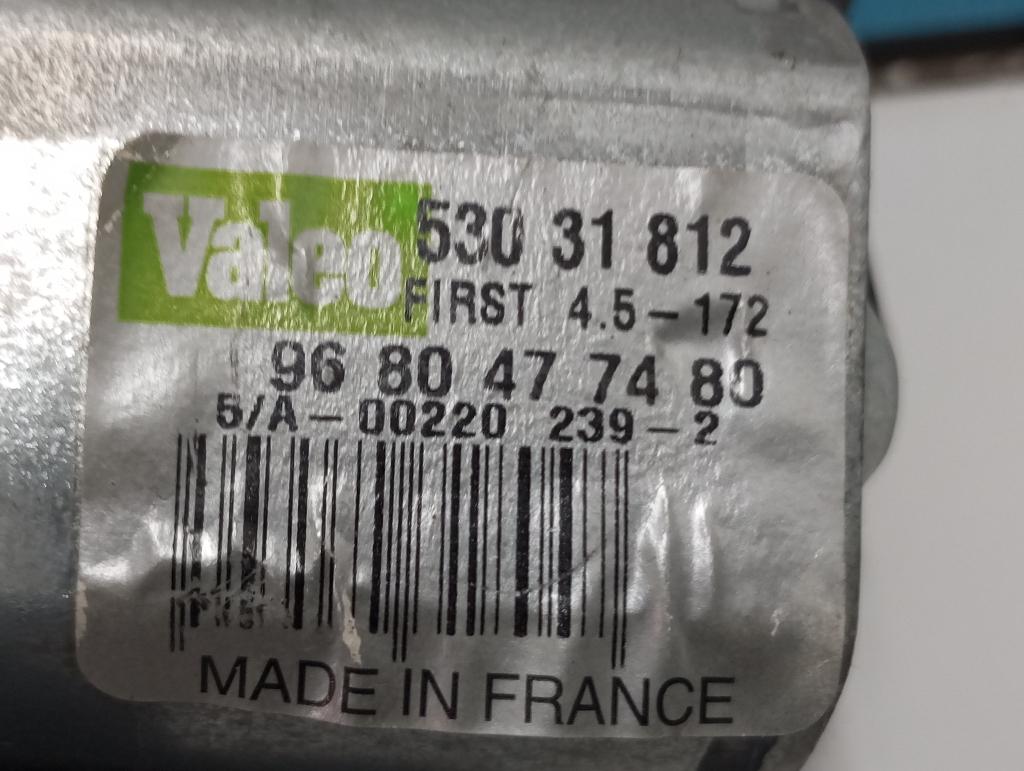 Valeo 530 31 812
FIRST 4.5-172
96 80 47 74 80
5/A-00220 239-2
MADE IN FRANCE